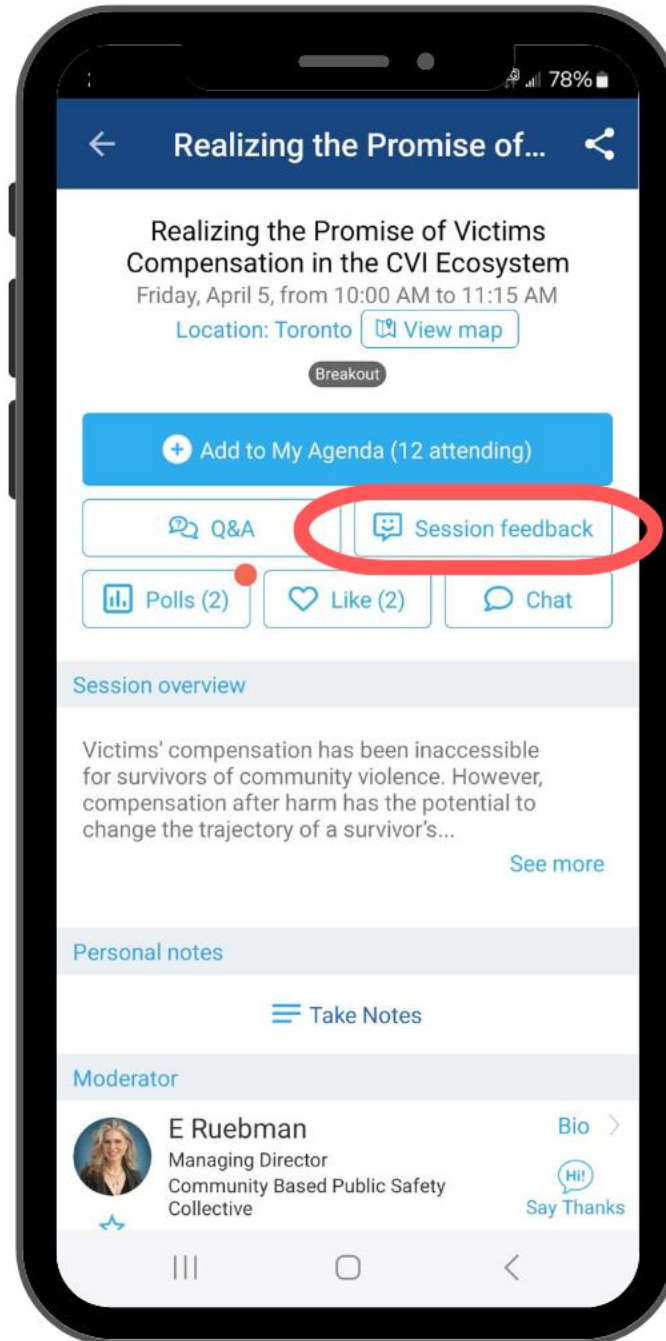 78%
Realizing the Promise of...
Realizing the Promise of Victims
Compensation in the CVI Ecosystem
Friday, April 5, from 10:00 AM to 11:15 AM
Location: Toronto View map
Breakout
Add to My Agenda (12 attending)
Q&A Session feedback
Polls (2) Like (2) Chat
Session overview
Victims' compensation has been inaccessible
for survivors of community violence. However,
compensation after harm has the potential to
change the trajectory of a survivor's...
See more
Personal notes
Take Notes
Moderator
E Ruebman Bio
Managing Director
Community Based Public Safety
Collective
Hi!
Say Thanks